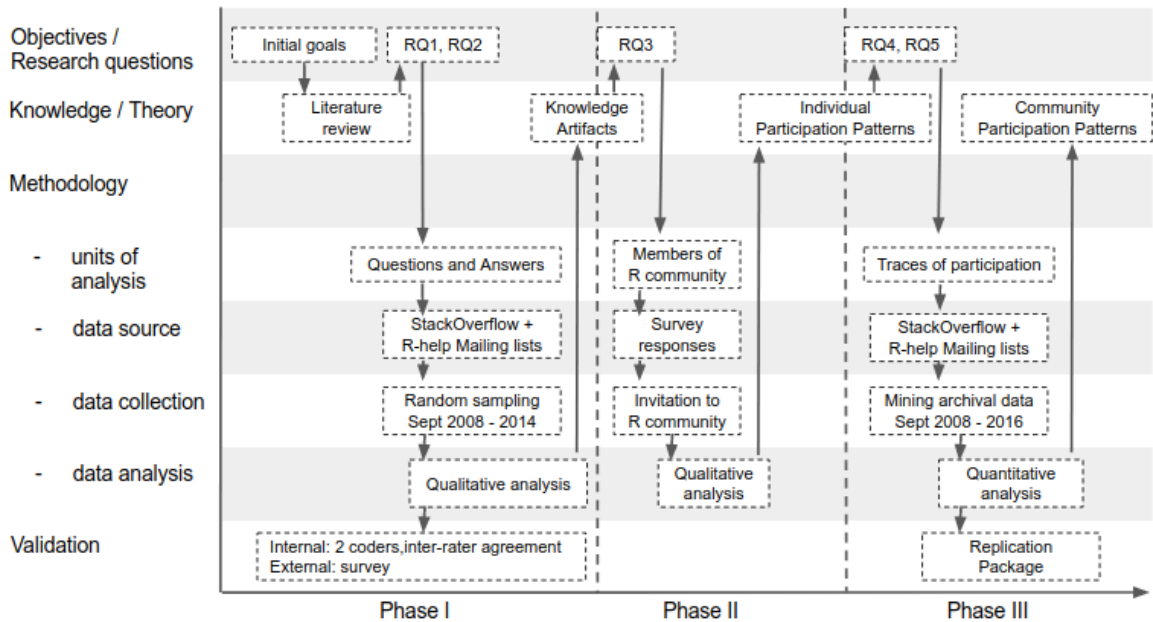 Objectives /
Research questions
Initial goals
RQ1, RQ2
RQ3
RQ4, RQ5
Knowledge / Theory
Literature
review
Knowledge
Artifacts
Individual
Participation Patterns
Community
Participation Patterns
Methodology
- units of
analysis
Questions and Answers
Members of
R community
Traces of participation
- data source
StackOverflow +
R-help Mailing lists
Survey
responses
StackOverflow +
R-help Mailing lists
- data collection
Random sampling
Sept 2008 - 2014
Invitation to
R community
Mining archival data
Sept 2008 - 2016
- data analysis
Qualitative analysis
Qualitative
analysis
Quantitative
analysis
Validation
Internal: 2 coders,inter-rater agreement
External: survey
Replication
Package
Phase I
Phase II
Phase III